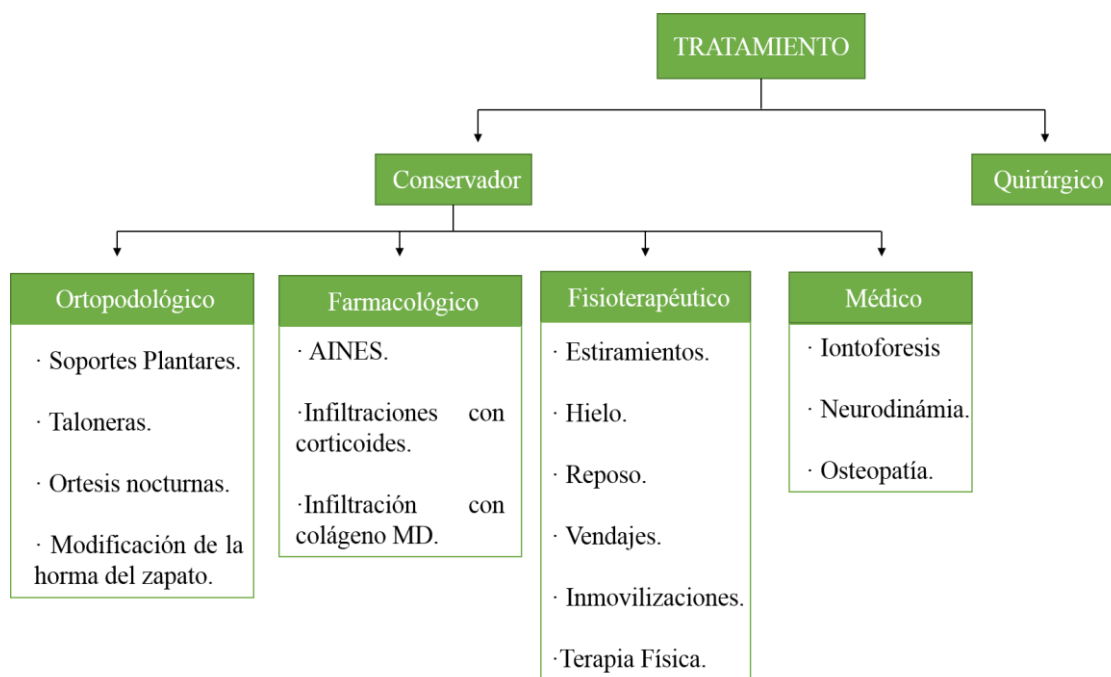 TRATAMIENTO
Conservador
Quirúrgico
Ortopodológico
· Soportes Plantares.
· Taloneras.
· Ortesis nocturnas.
· Modificación de la
horma del zapato.
Farmacológico
· AINES.
·Infiltraciones con
corticoides.
·Infiltración con
colágeno MD.
Fisioterapéutico
· Estiramientos.
· Hielo.
· Reposo.
· Vendajes.
· Inmovilizaciones.
·Terapia Física.
Médico
· Iontoforesis
· Neurodinámia.
· Osteopatía.